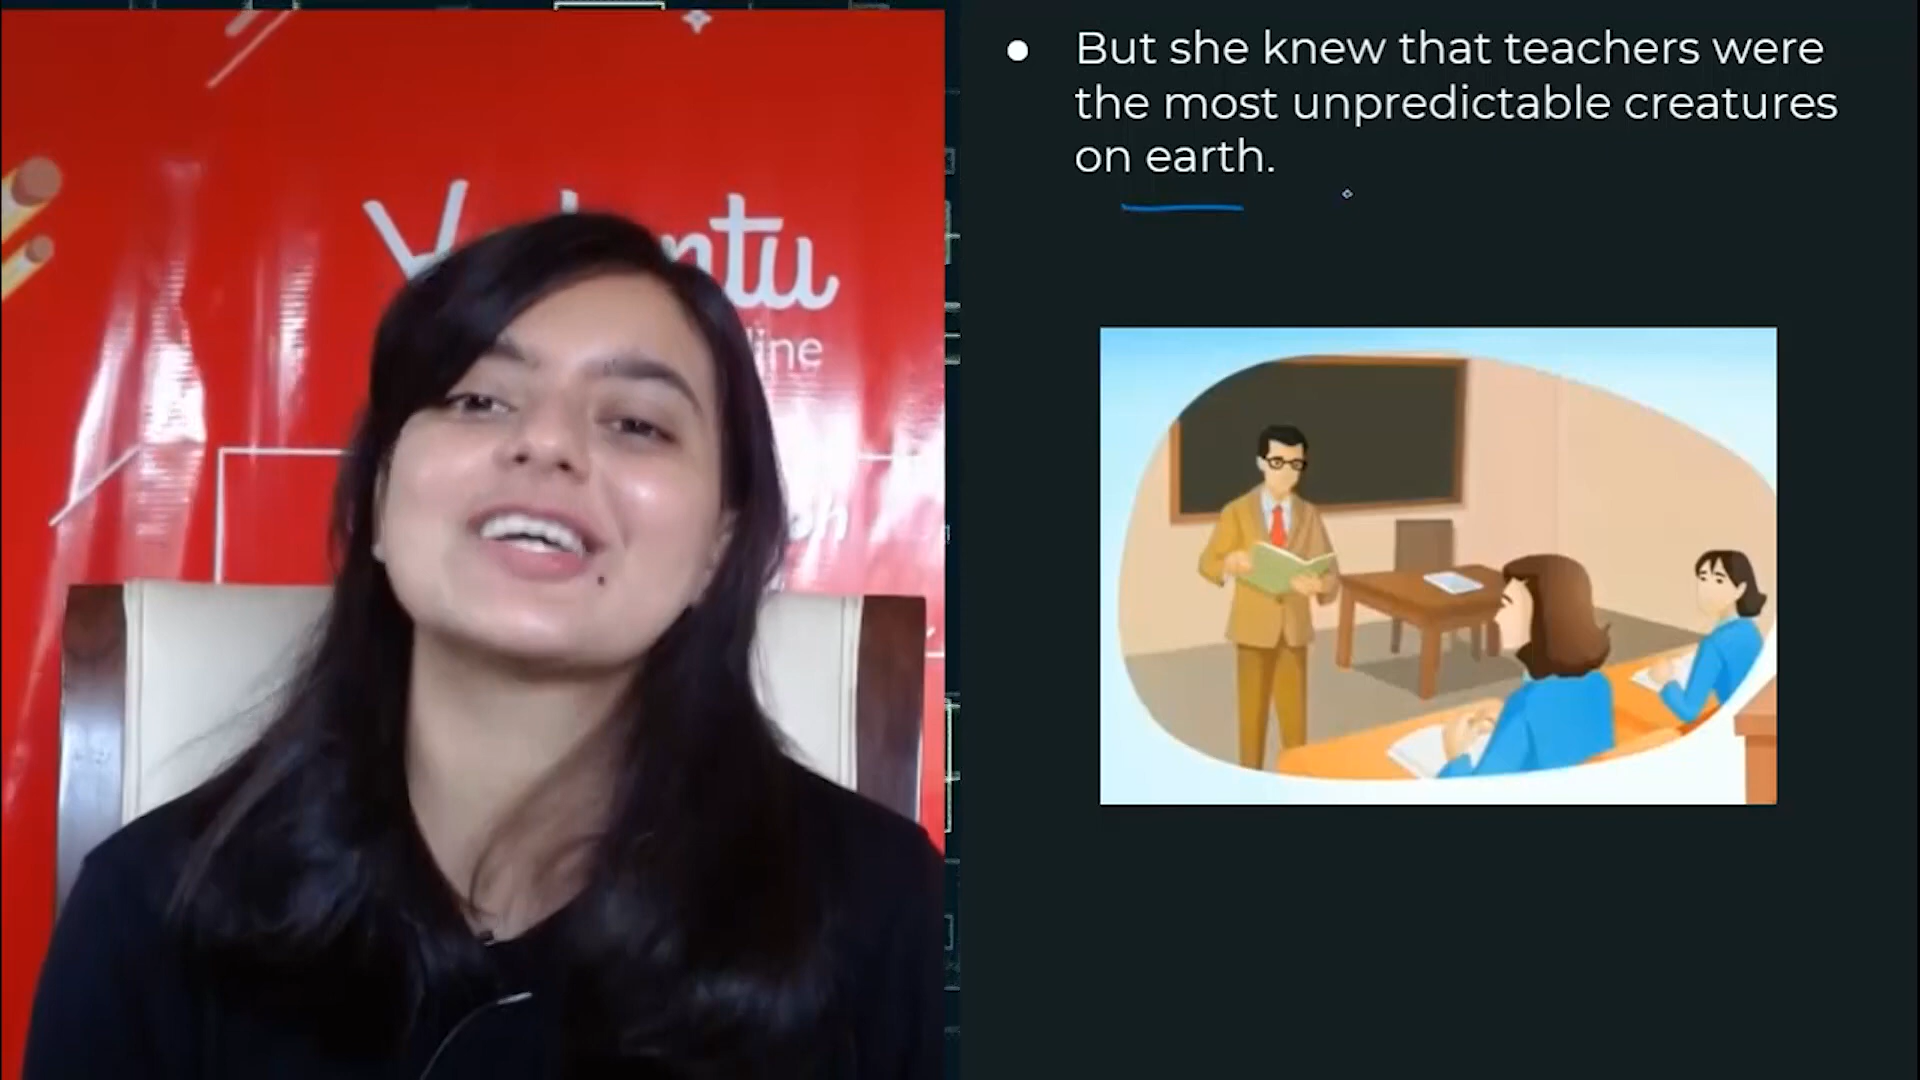 But she knew that teachers were
the most unpredictable creatures
on earth.